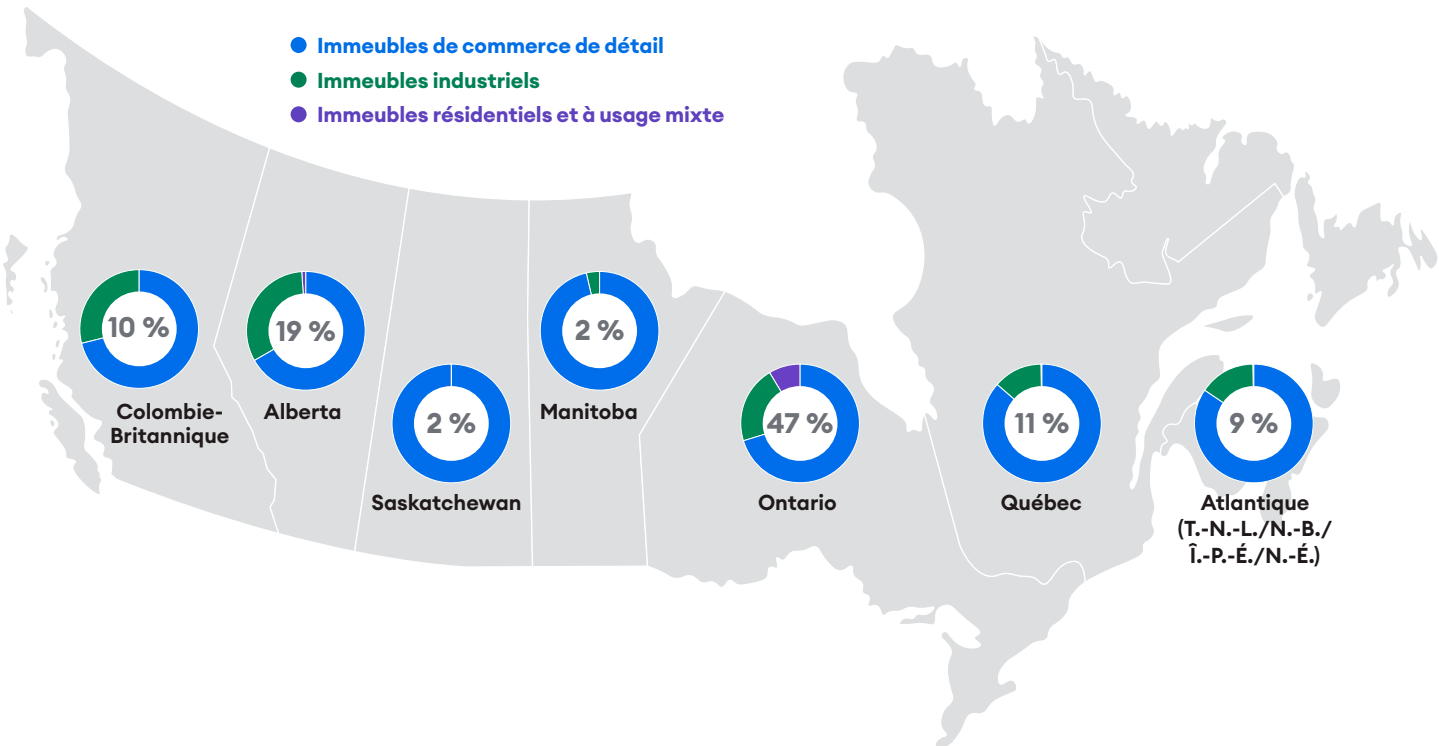 Immeubles de commerce de détail
Immeubles industriels
Immeubles résidentiels et à usage mixte
10 %
Colombie-
Britannique
19 %
Alberta
2 %
Saskatchewan
2 %
Manitoba
47 %
Ontario
11 %
Québec
9 %
Atlantique
(T.-N.-L./N.-B./
Î.-P.-É./N.-É.)